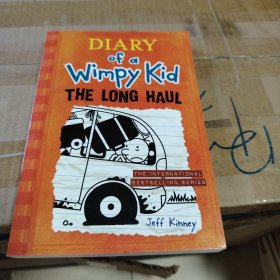 DIARY
of a
Wimpy Kid
THE LONG HAUL
THE INTERNATIONAL
BESTSELLING SERIES
Jeff Kinney